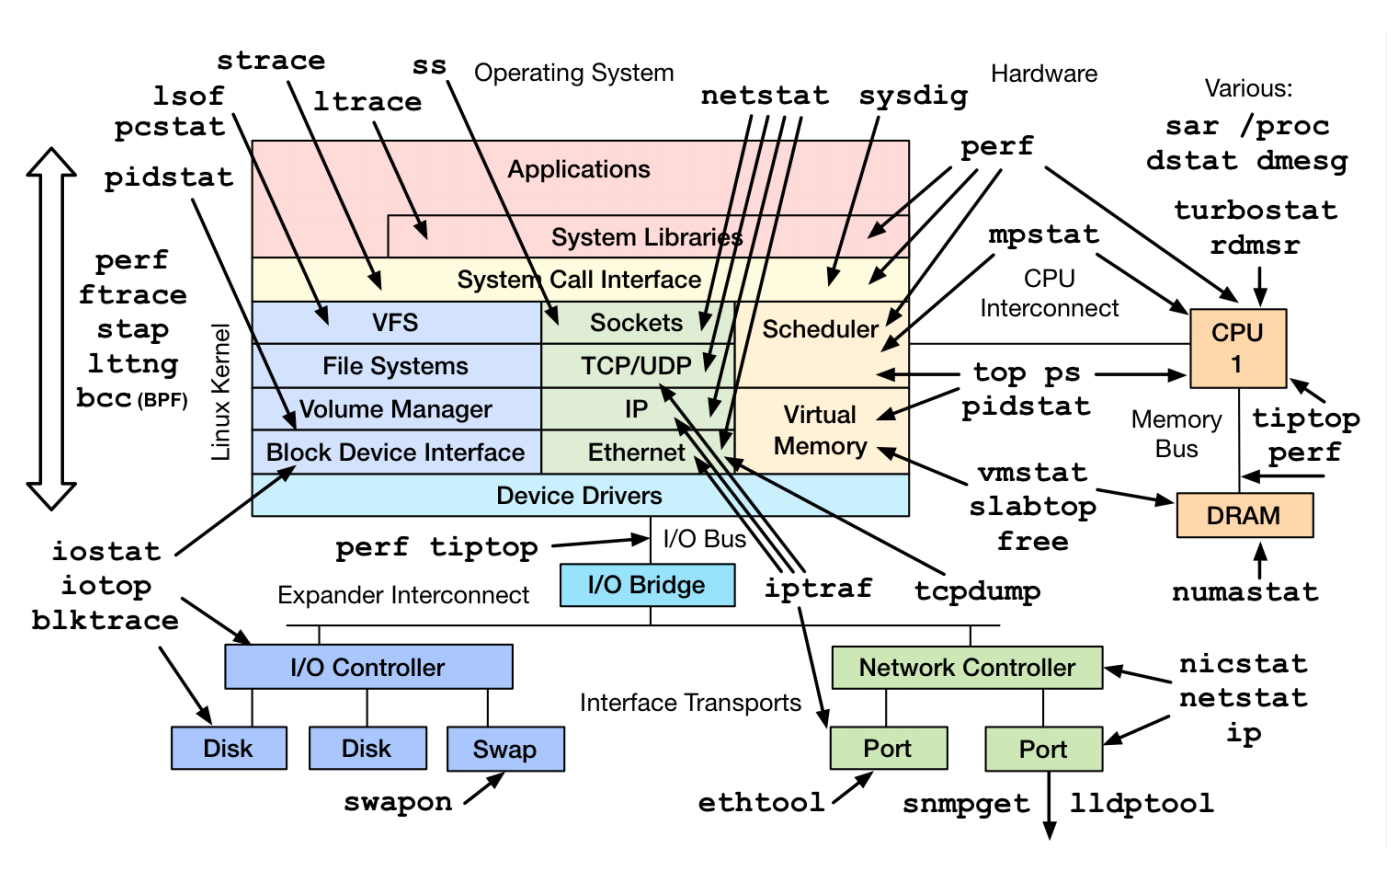 strace
ss
Operating System
Hardware
lsof
pcstat
ltrace
netstat
sysdig
Various:
sar /proc
dstat dmesg
perf
Applications
pidstat
turbostat
rdmsr
System Libraries
mpstat
perf
ftrace
stap
lttng
bcc (BPF)
System Call Interface
CPU
Interconnect
Linux Kernel
VFS
Sockets
Scheduler
CPU
1
File Systems
TCP/UDP
top ps
pidstat
Volume Manager
IP
Virtual
Memory
Memory
Bus
tiptop
perf
Block Device Interface
Ethernet
vmstat
slabtop
free
Device Drivers
DRAM
iostat
iotop
blktrace
perf tiptop
I/O Bus
I/O Bridge
iptraf
tcpdump
numastat
Expander Interconnect
I/O Controller
Network Controller
nicstat
netstat
ip
Interface Transports
Disk
Disk
Swap
Port
Port
swapon
ethtool
snmpget
lldptool